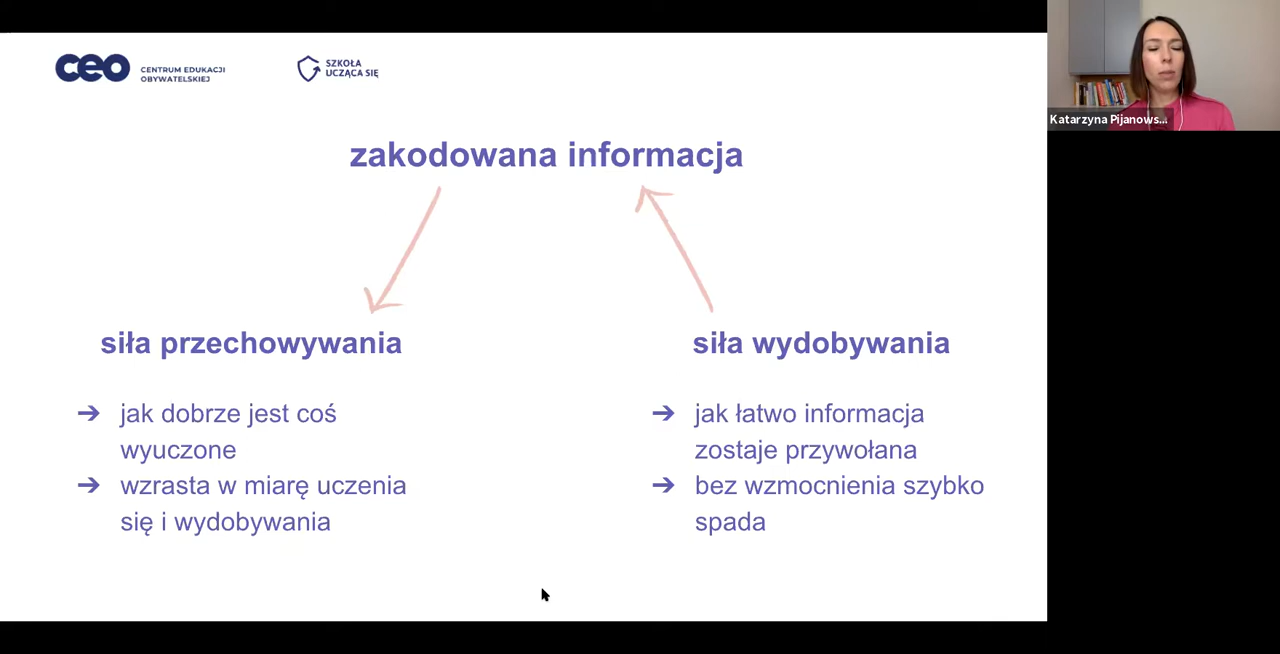 ceo
CENTRUM EDUKACJI
OBYWATELSKIEJ
SZKOŁA
UCZĄCA SIĘ
Katarzyna Pijanows...
zakodowana informacja
siła przechowywania
➔ jak dobrze jest coś
wyuczone
➔ wzrasta w miarę uczenia
się i wydobywania
siła wydobywania
➔ jak łatwo informacja
zostaje przywołana
➔ bez wzmocnienia szybko
spada